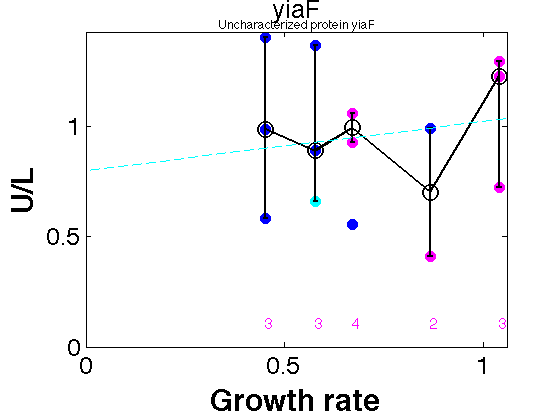 yiaF
Uncharacterized protein yiaF
U/L
1
0.5
0
3 3 4 2 3
0 0.5 1
Growth rate